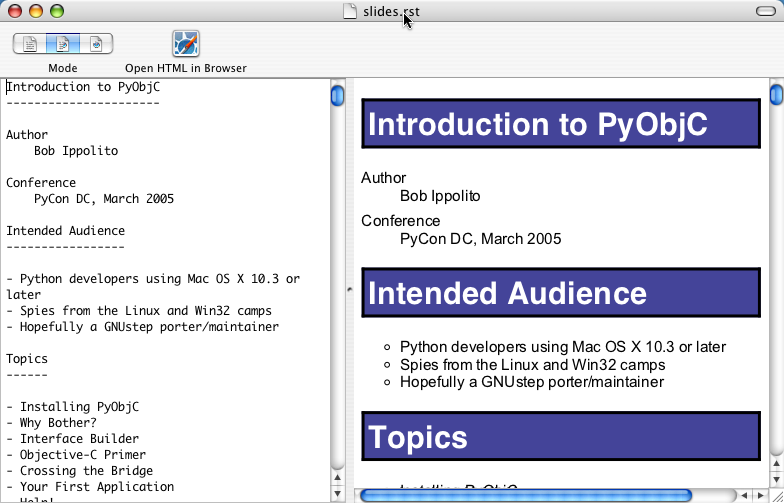 slides.rst
Mode
Open HTML in Browser
Introduction to PyObjC
----------------------
Author
Bob Ippolito
Conference
PyCon DC, March 2005
Intended Audience
-----------------
- Python developers using Mac OS X 10.3 or
later
- Spies from the Linux and Win32 camps
- Hopefully a GNUstep porter/maintainer
Topics
------
- Installing PyObjC
- Why Bother?
- Interface Builder
- Objective-C Primer
- Crossing the Bridge
- Your First Application
- Help!
Introduction to PyObjC
Author
Bob Ippolito
Conference
PyCon DC, March 2005
Intended Audience
Python developers using Mac OS X 10.3 or later
Spies from the Linux and Win32 camps
Hopefully a GNUstep porter/maintainer
Topics
Installing PyObjC